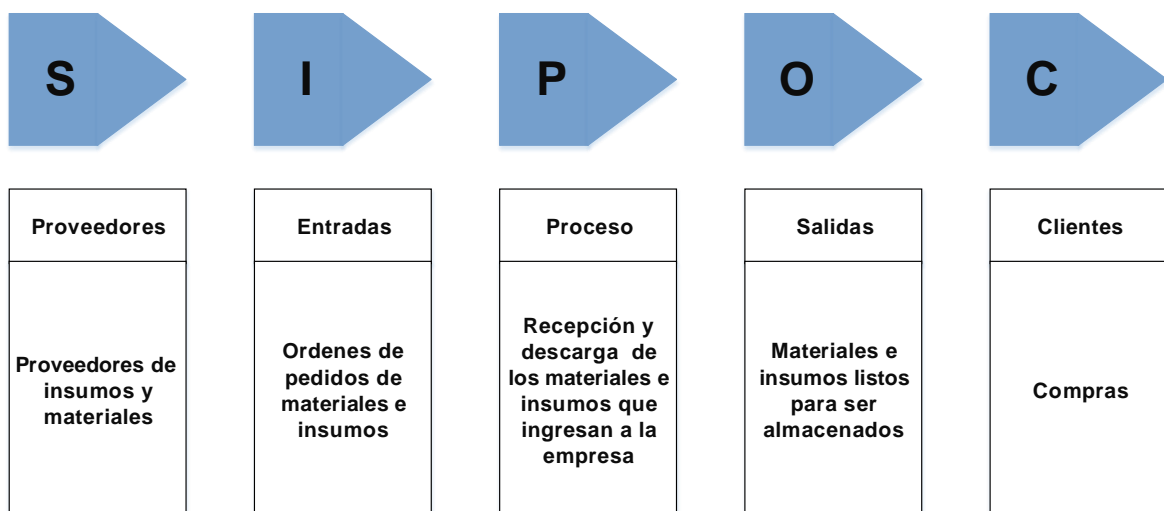 S
I
P
O
C
Proveedores
Entradas
Proceso
Salidas
Clientes
Proveedores de
insumos y
materiales
Ordenes de
pedidos de
materiales e
insumos
Recepción y
descarga de
los materiales e
insumos que
ingresan a la
empresa
Materiales e
insumos listos
para ser
almacenados
Compras